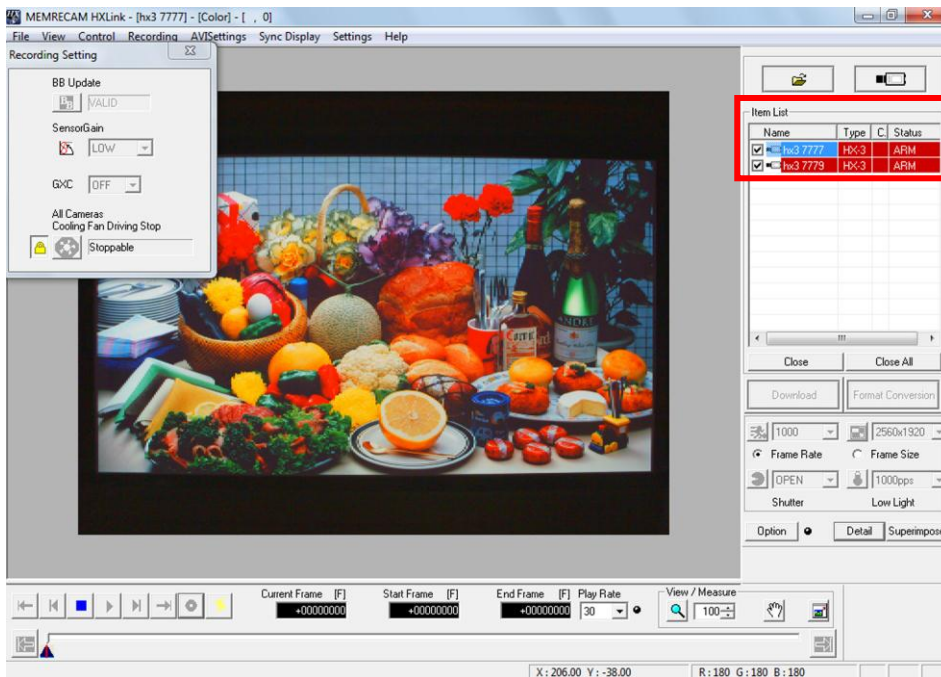 MEMRECAM HXLink - [hx3 7777] - [Color] - [ , 0]
File View Control Recording AVISettings Sync Display Settings Help
Recording Setting
BB Update
VALID
SensorGain
LOW
GXC OFF
All Cameras
Cooling Fan Driving Stop
Stoppable
ANDRE
Item List
Name Type C. Status
hx3 7777 HX-3 ARM
hx3 7779 HX-3 ARM
Close Close All
Download Format Conversion
1000 2560x1920
Frame Rate Frame Size
OPEN 1000pps
Shutter Low Light
Option Detail Superimpose
Current Frame [F] Start Frame [F] End Frame [F] Play Rate View / Measure
+00000000 +00000000 +00000000 30 100
X : 206.00 Y : -38.00 R : 180 G : 180 B : 180